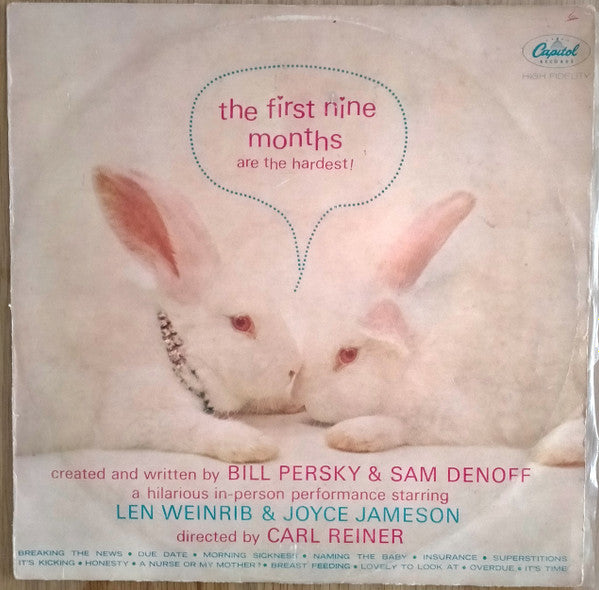 Capitol
RECORDS
HIGH FIDELITY
the first nine
months
are the hardest!
created and written by BILL PERSKY & SAM DENOFF
a hilarious in-person performance starring
LEN WEINRIB & JOYCE JAMESON
directed by CARL REINER
BREAKING THE NEWS • DUE DATE • MORNING SICKNESS • NAMING THE BABY • INSURANCE • SUPERSTITIONS
IT'S KICKING • HONESTY • A NURSE OR MY MOTHER? • BREAST FEEDING • LOVELY TO LOOK AT • OVERDUE • IT'S TIME